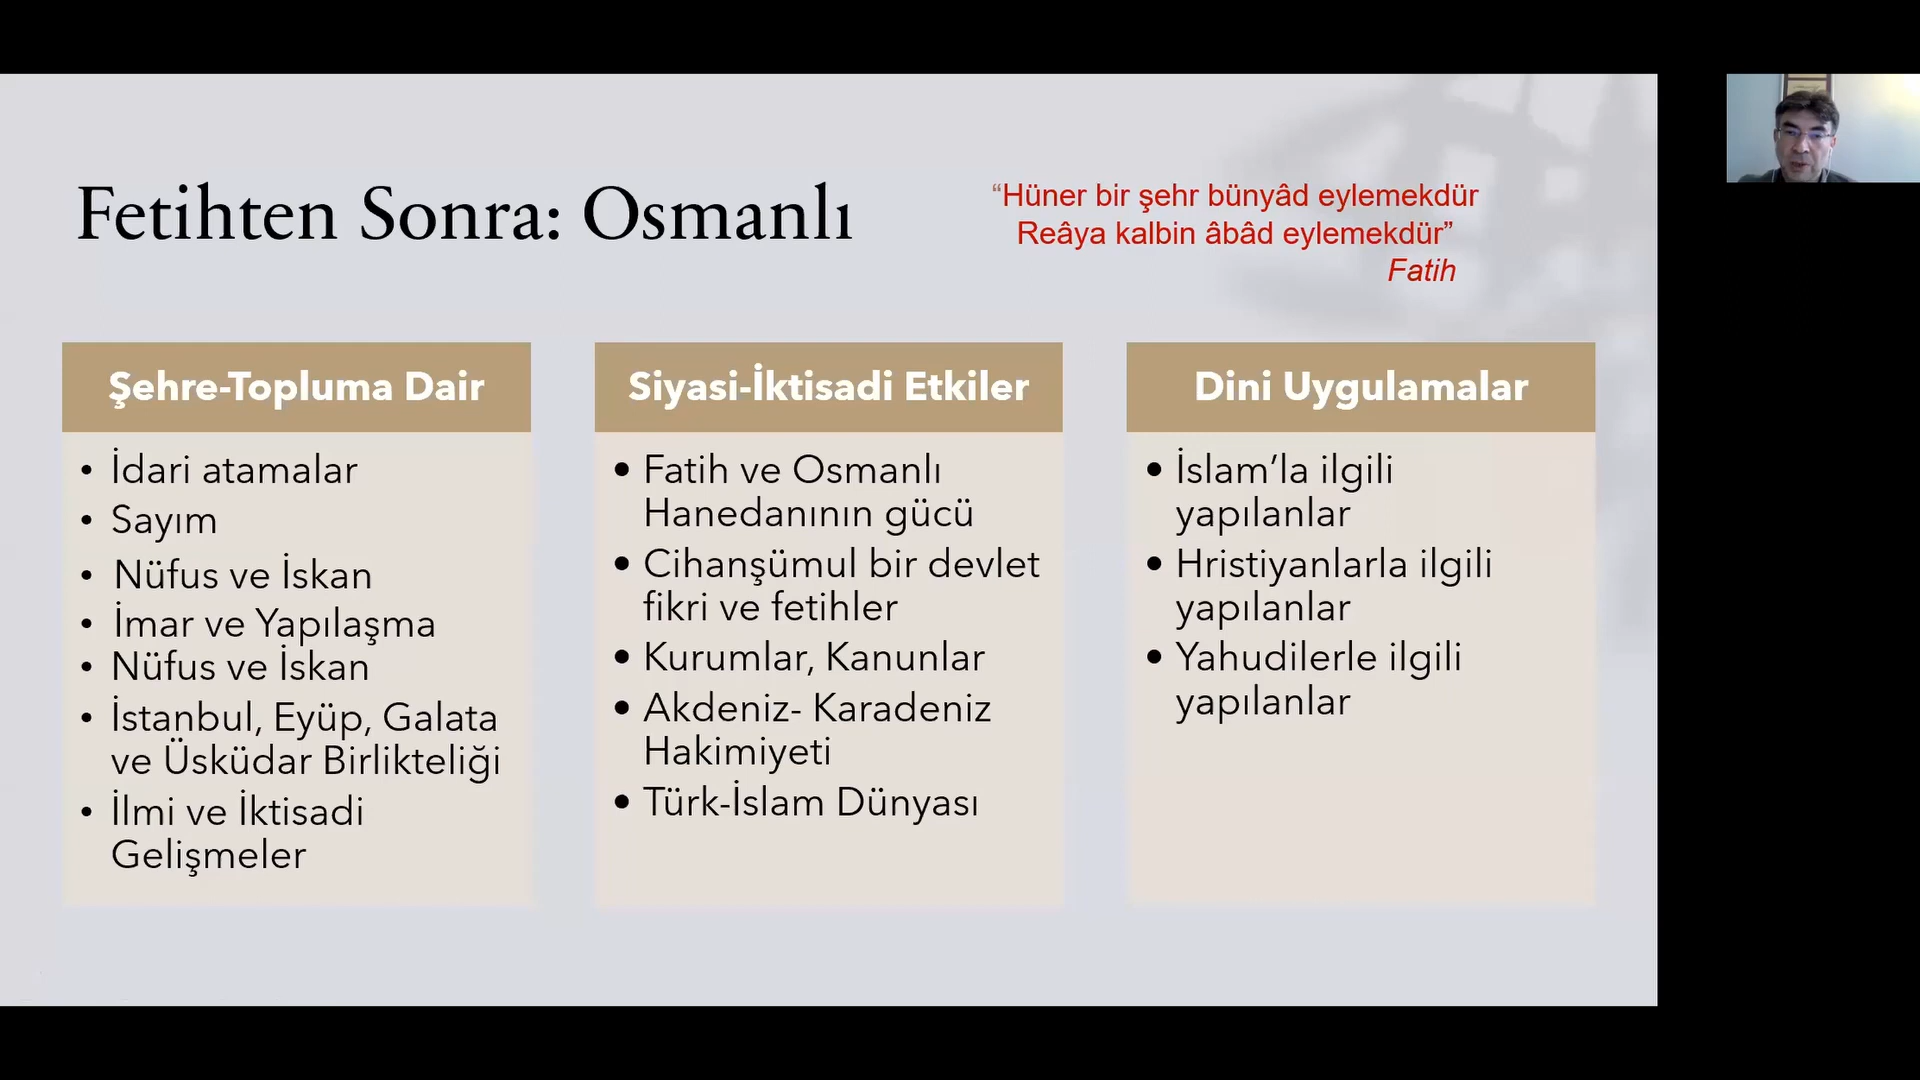 Fetihten Sonra: Osmanlı
“Hüner bir şehr bünyâd eylemekdür
Reâya kalbin âbâd eylemekdür”
Fatih
Şehre-Topluma Dair
• İdari atamalar
• Sayım
• Nüfus ve İskan
• İmar ve Yapılaşma
• Nüfus ve İskan
• İstanbul, Eyüp, Galata
ve Üsküdar Birlikteliği
• İlmi ve İktisadi
Gelişmeler
Siyasi-İktisadi Etkiler
• Fatih ve Osmanlı
Hanedanının gücü
• Cihanşümul bir devlet
fikri ve fetihler
• Kurumlar, Kanunlar
• Akdeniz- Karadeniz
Hakimiyeti
• Türk-İslam Dünyası
Dini Uygulamalar
• İslam’la ilgili
yapılanlar
• Hristiyanlarla ilgili
yapılanlar
• Yahudilerle ilgili
yapılanlar